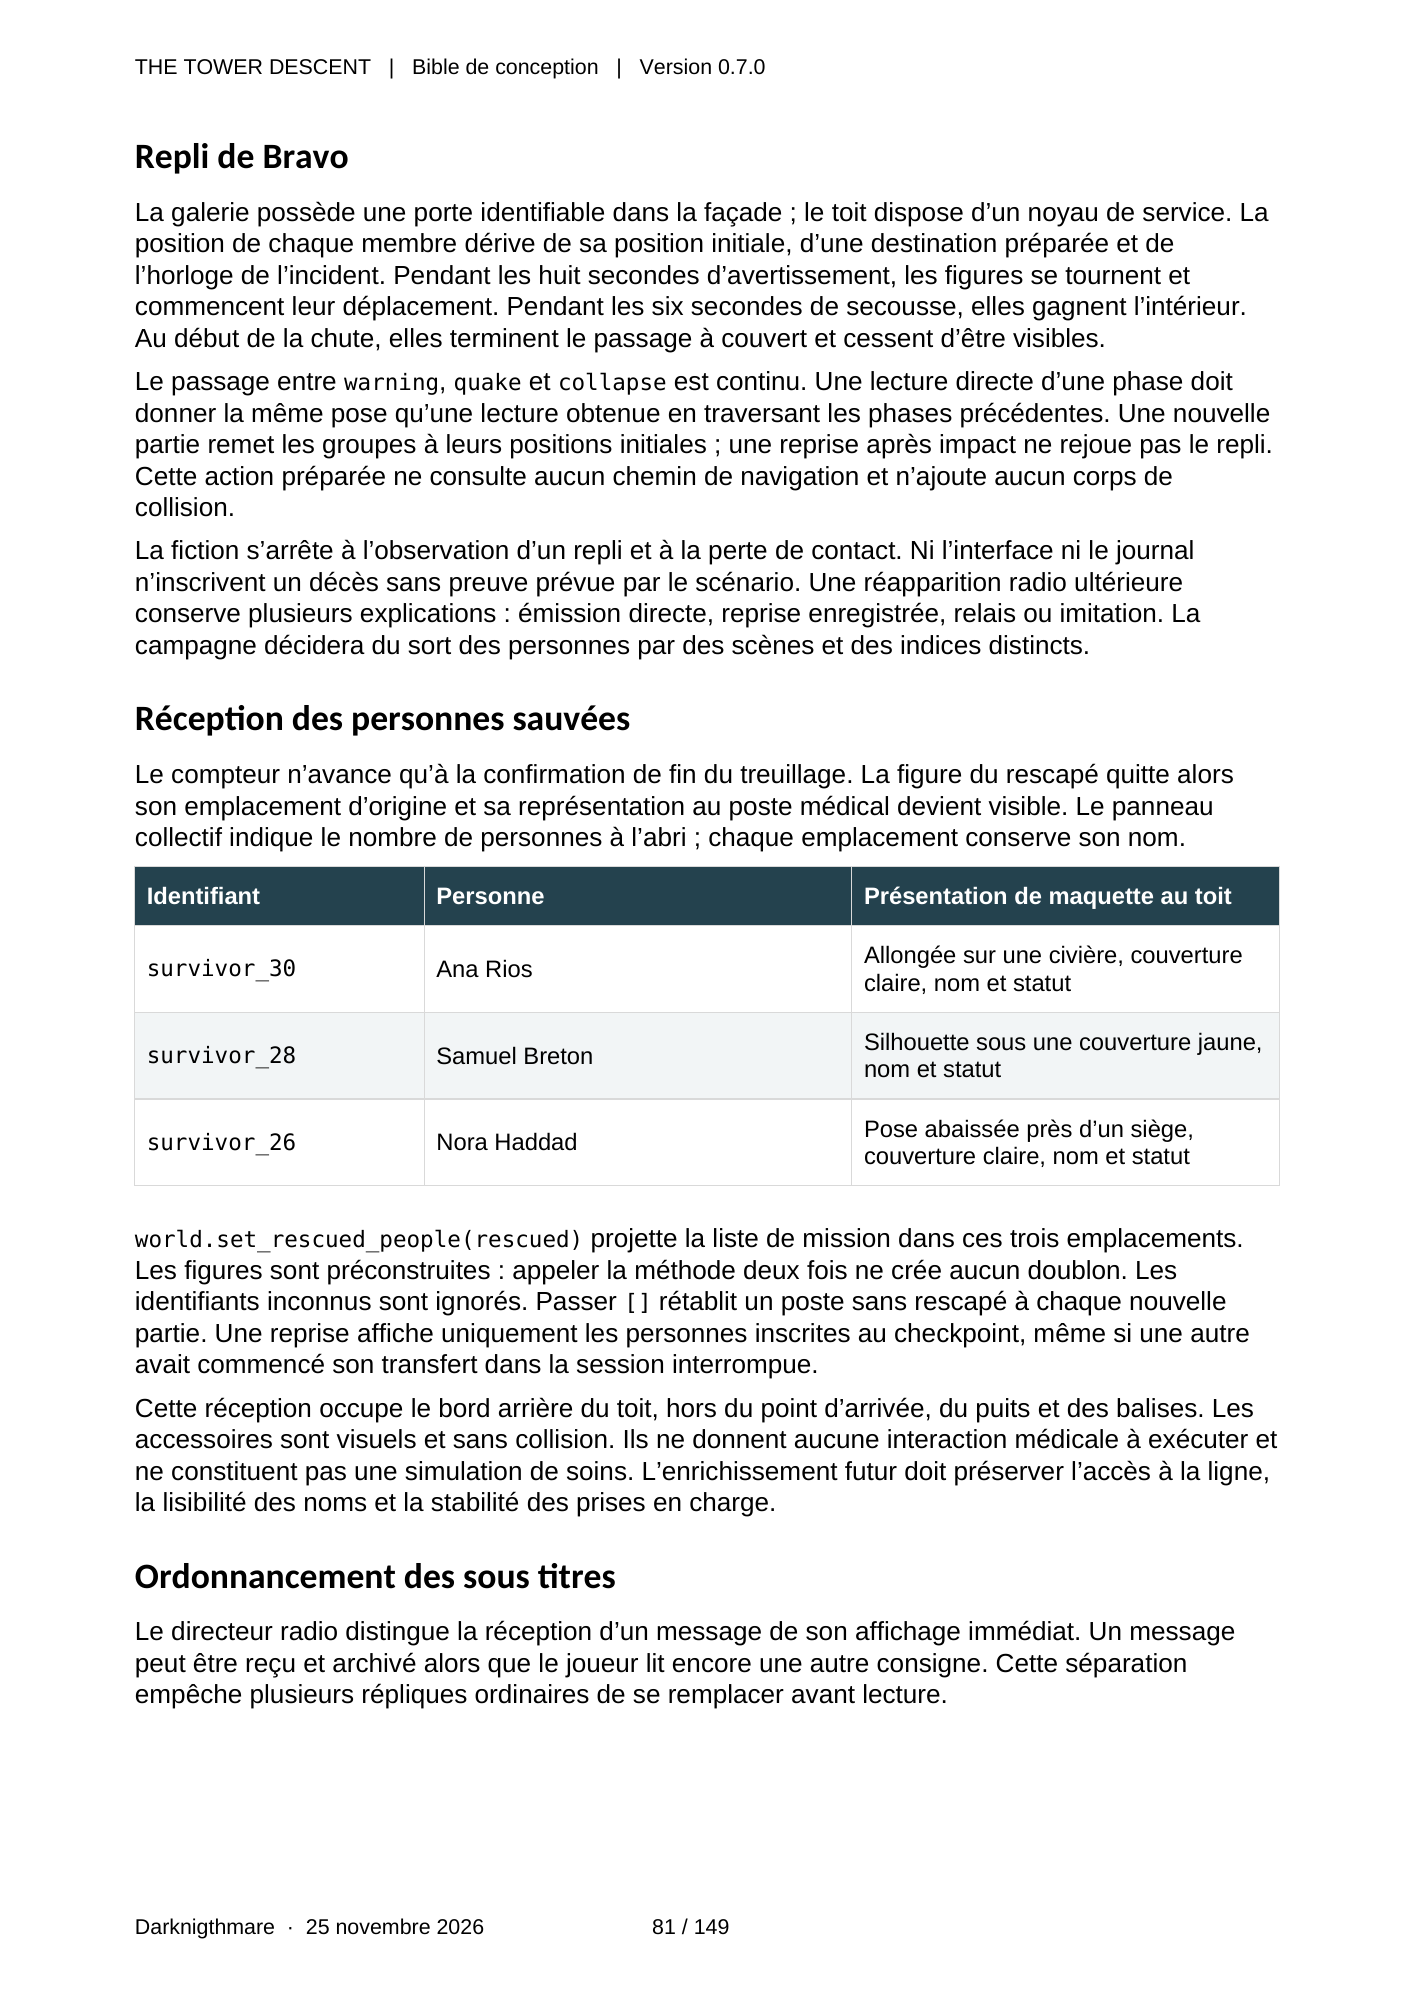 THE TOWER DESCENT | Bible de conception | Version 0.7.0
Repli de Bravo
La galerie possède une porte identifiable dans la façade ; le toit dispose d’un noyau de service. La
position de chaque membre dérive de sa position initiale, d’une destination préparée et de
l’horloge de l’incident. Pendant les huit secondes d’avertissement, les figures se tournent et
commencent leur déplacement. Pendant les six secondes de secousse, elles gagnent l’intérieur.
Au début de la chute, elles terminent le passage à couvert et cessent d’être visibles.
Le passage entre warning, quake et collapse est continu. Une lecture directe d’une phase doit
donner la même pose qu’une lecture obtenue en traversant les phases précédentes. Une nouvelle
partie remet les groupes à leurs positions initiales ; une reprise après impact ne rejoue pas le repli.
Cette action préparée ne consulte aucun chemin de navigation et n’ajoute aucun corps de
collision.
La fiction s’arrête à l’observation d’un repli et à la perte de contact. Ni l’interface ni le journal
n’inscrivent un décès sans preuve prévue par le scénario. Une réapparition radio ultérieure
conserve plusieurs explications : émission directe, reprise enregistrée, relais ou imitation. La
campagne décidera du sort des personnes par des scènes et des indices distincts.
Réception des personnes sauvées
Le compteur n’avance qu’à la confirmation de fin du treuillage. La figure du rescapé quitte alors
son emplacement d’origine et sa représentation au poste médical devient visible. Le panneau
collectif indique le nombre de personnes à l’abri ; chaque emplacement conserve son nom.
Identifiant Personne Présentation de maquette au toit
survivor_30 Ana Rios Allongée sur une civière, couverture
claire, nom et statut
survivor_28 Samuel Breton Silhouette sous une couverture jaune,
nom et statut
survivor_26 Nora Haddad Pose abaissée près d’un siège,
couverture claire, nom et statut
world.set_rescued_people(rescued) projette la liste de mission dans ces trois emplacements.
Les figures sont préconstruites : appeler la méthode deux fois ne crée aucun doublon. Les
identifiants inconnus sont ignorés. Passer [] rétablit un poste sans rescapé à chaque nouvelle
partie. Une reprise affiche uniquement les personnes inscrites au checkpoint, même si une autre
avait commencé son transfert dans la session interrompue.
Cette réception occupe le bord arrière du toit, hors du point d’arrivée, du puits et des balises. Les
accessoires sont visuels et sans collision. Ils ne donnent aucune interaction médicale à exécuter et
ne constituent pas une simulation de soins. L’enrichissement futur doit préserver l’accès à la ligne,
la lisibilité des noms et la stabilité des prises en charge.
Ordonnancement des sous titres
Le directeur radio distingue la réception d’un message de son affichage immédiat. Un message
peut être reçu et archivé alors que le joueur lit encore une autre consigne. Cette séparation
empêche plusieurs répliques ordinaires de se remplacer avant lecture.
Darknigthmare · 25 novembre 2026 81 / 149